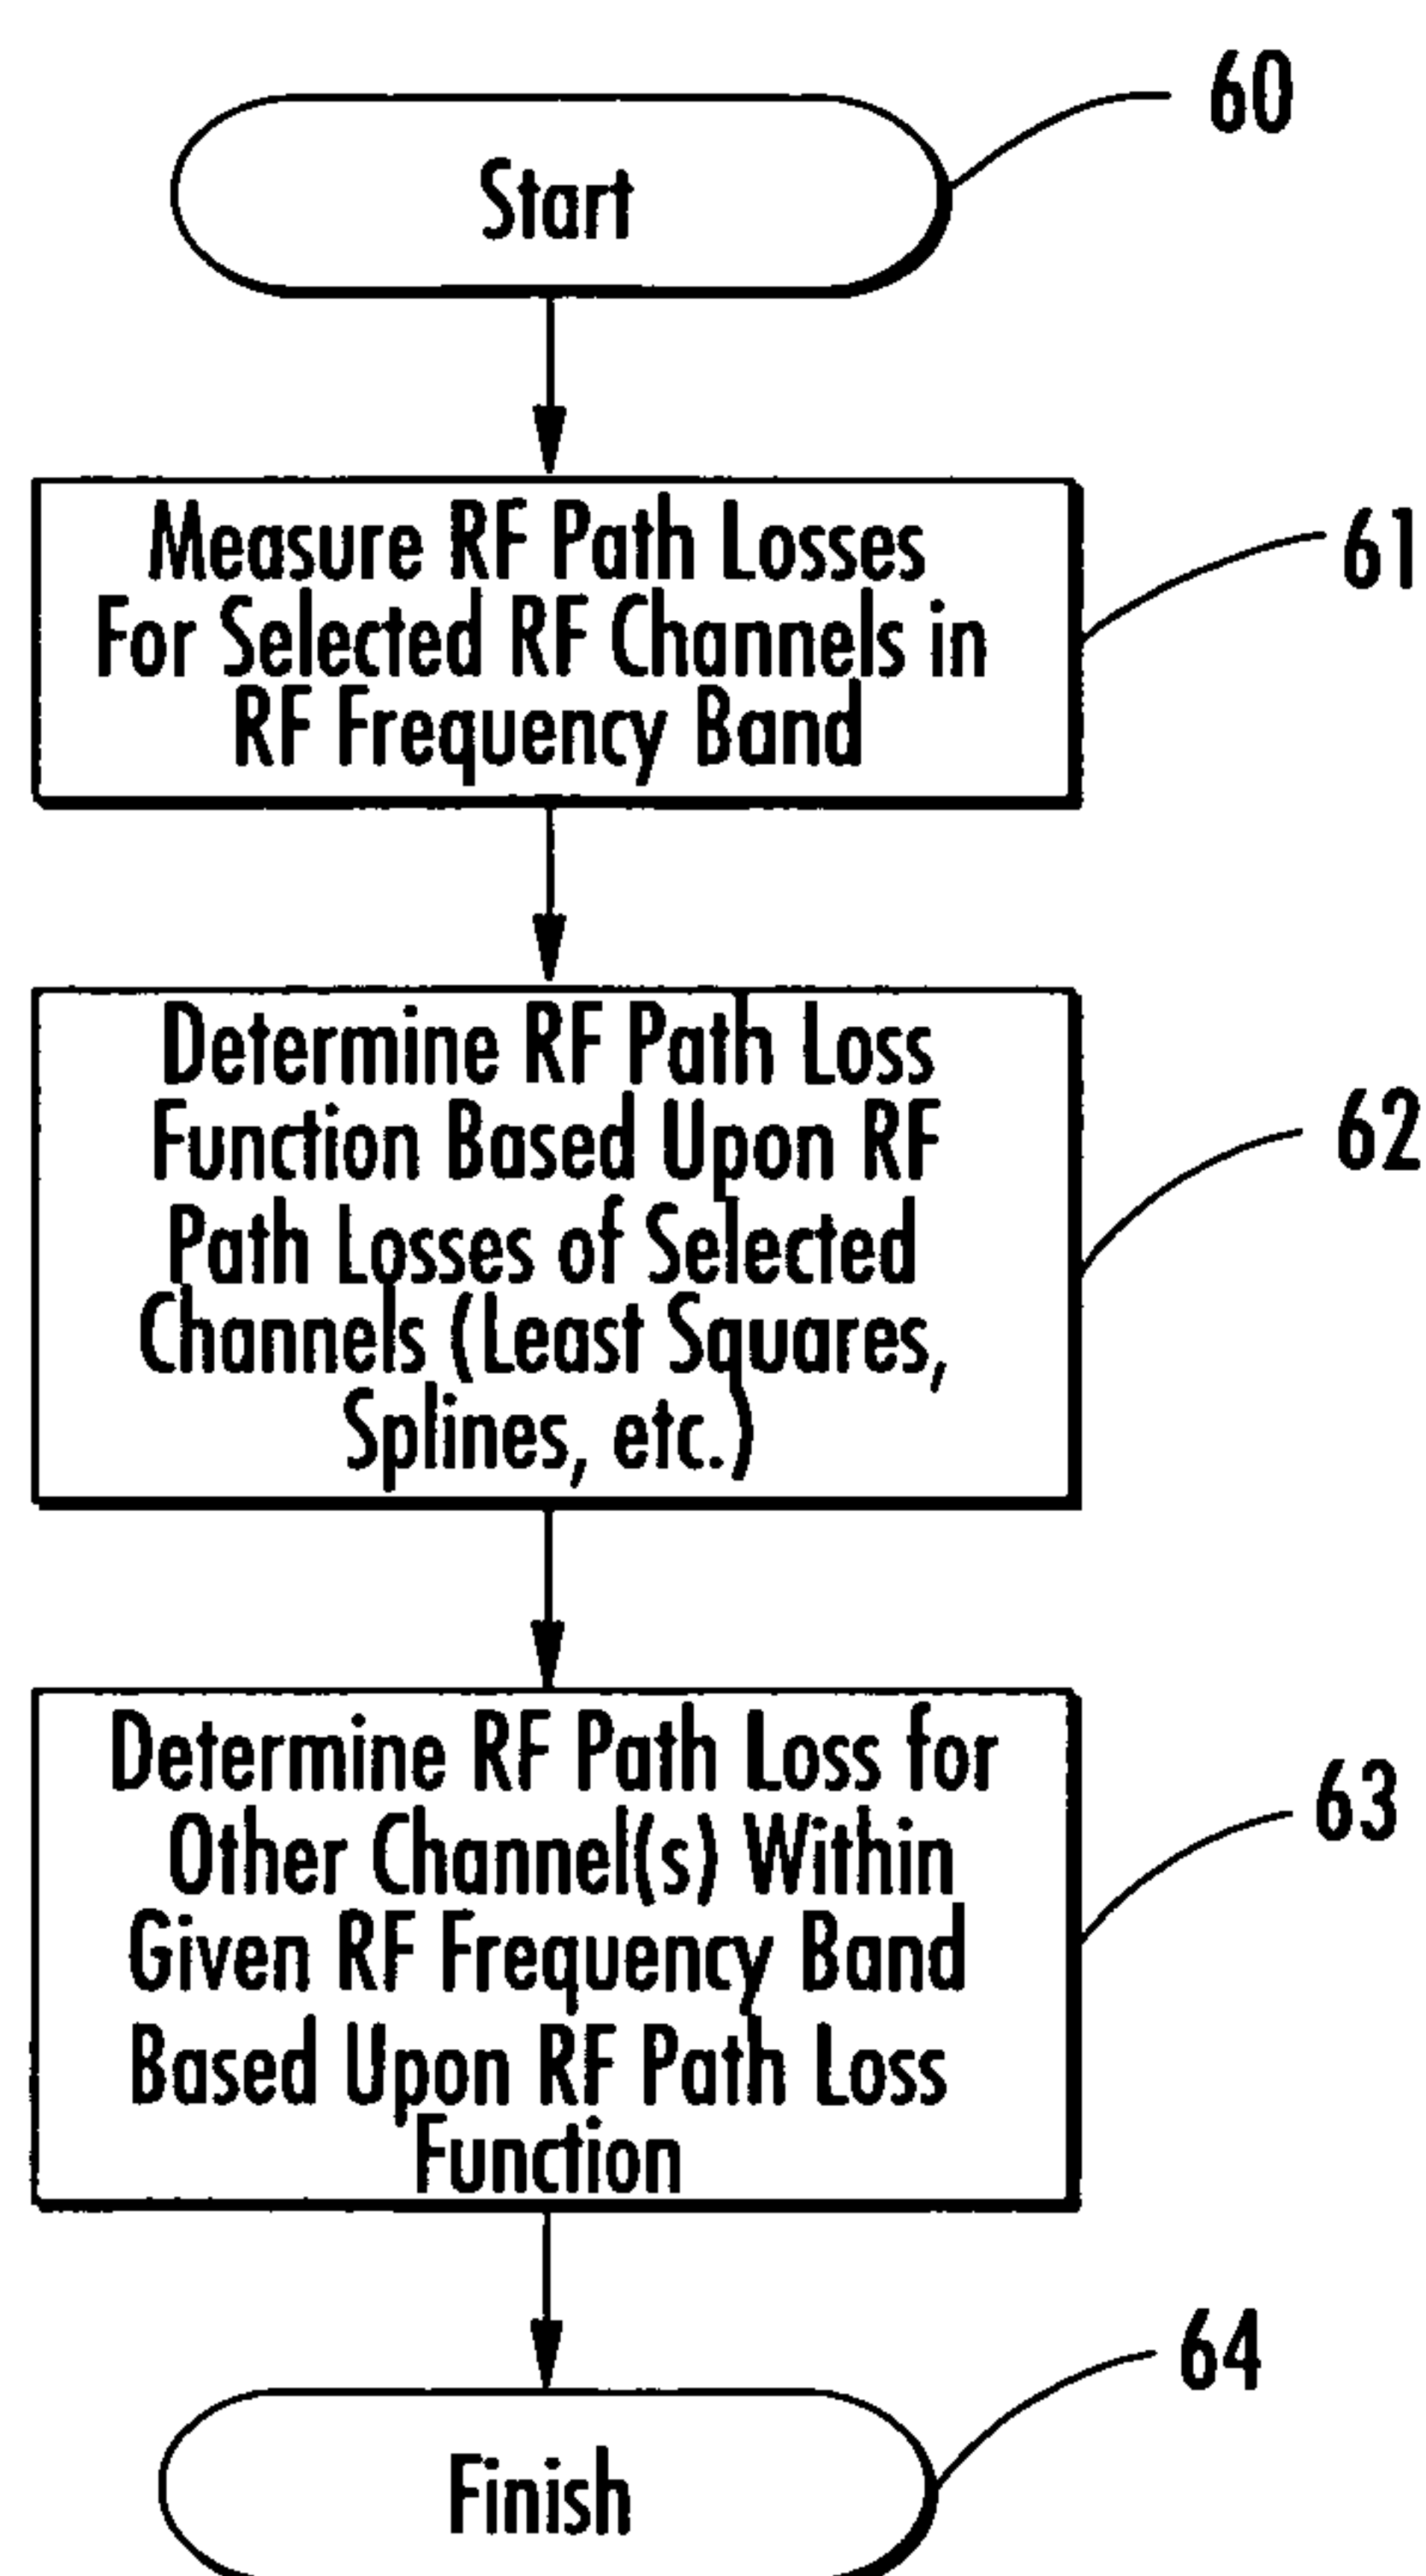 Start
60
Measure RF Path Losses
For Selected RF Channels in
RF Frequency Band
61
Determine RF Path Loss
Function Based Upon RF
Path Losses of Selected
Channels (Least Squares,
Splines, etc.)
62
Determine RF Path Loss for
Other Channel(s) Within
Given RF Frequency Band
Based Upon RF Path Loss
Function
63
Finish
64